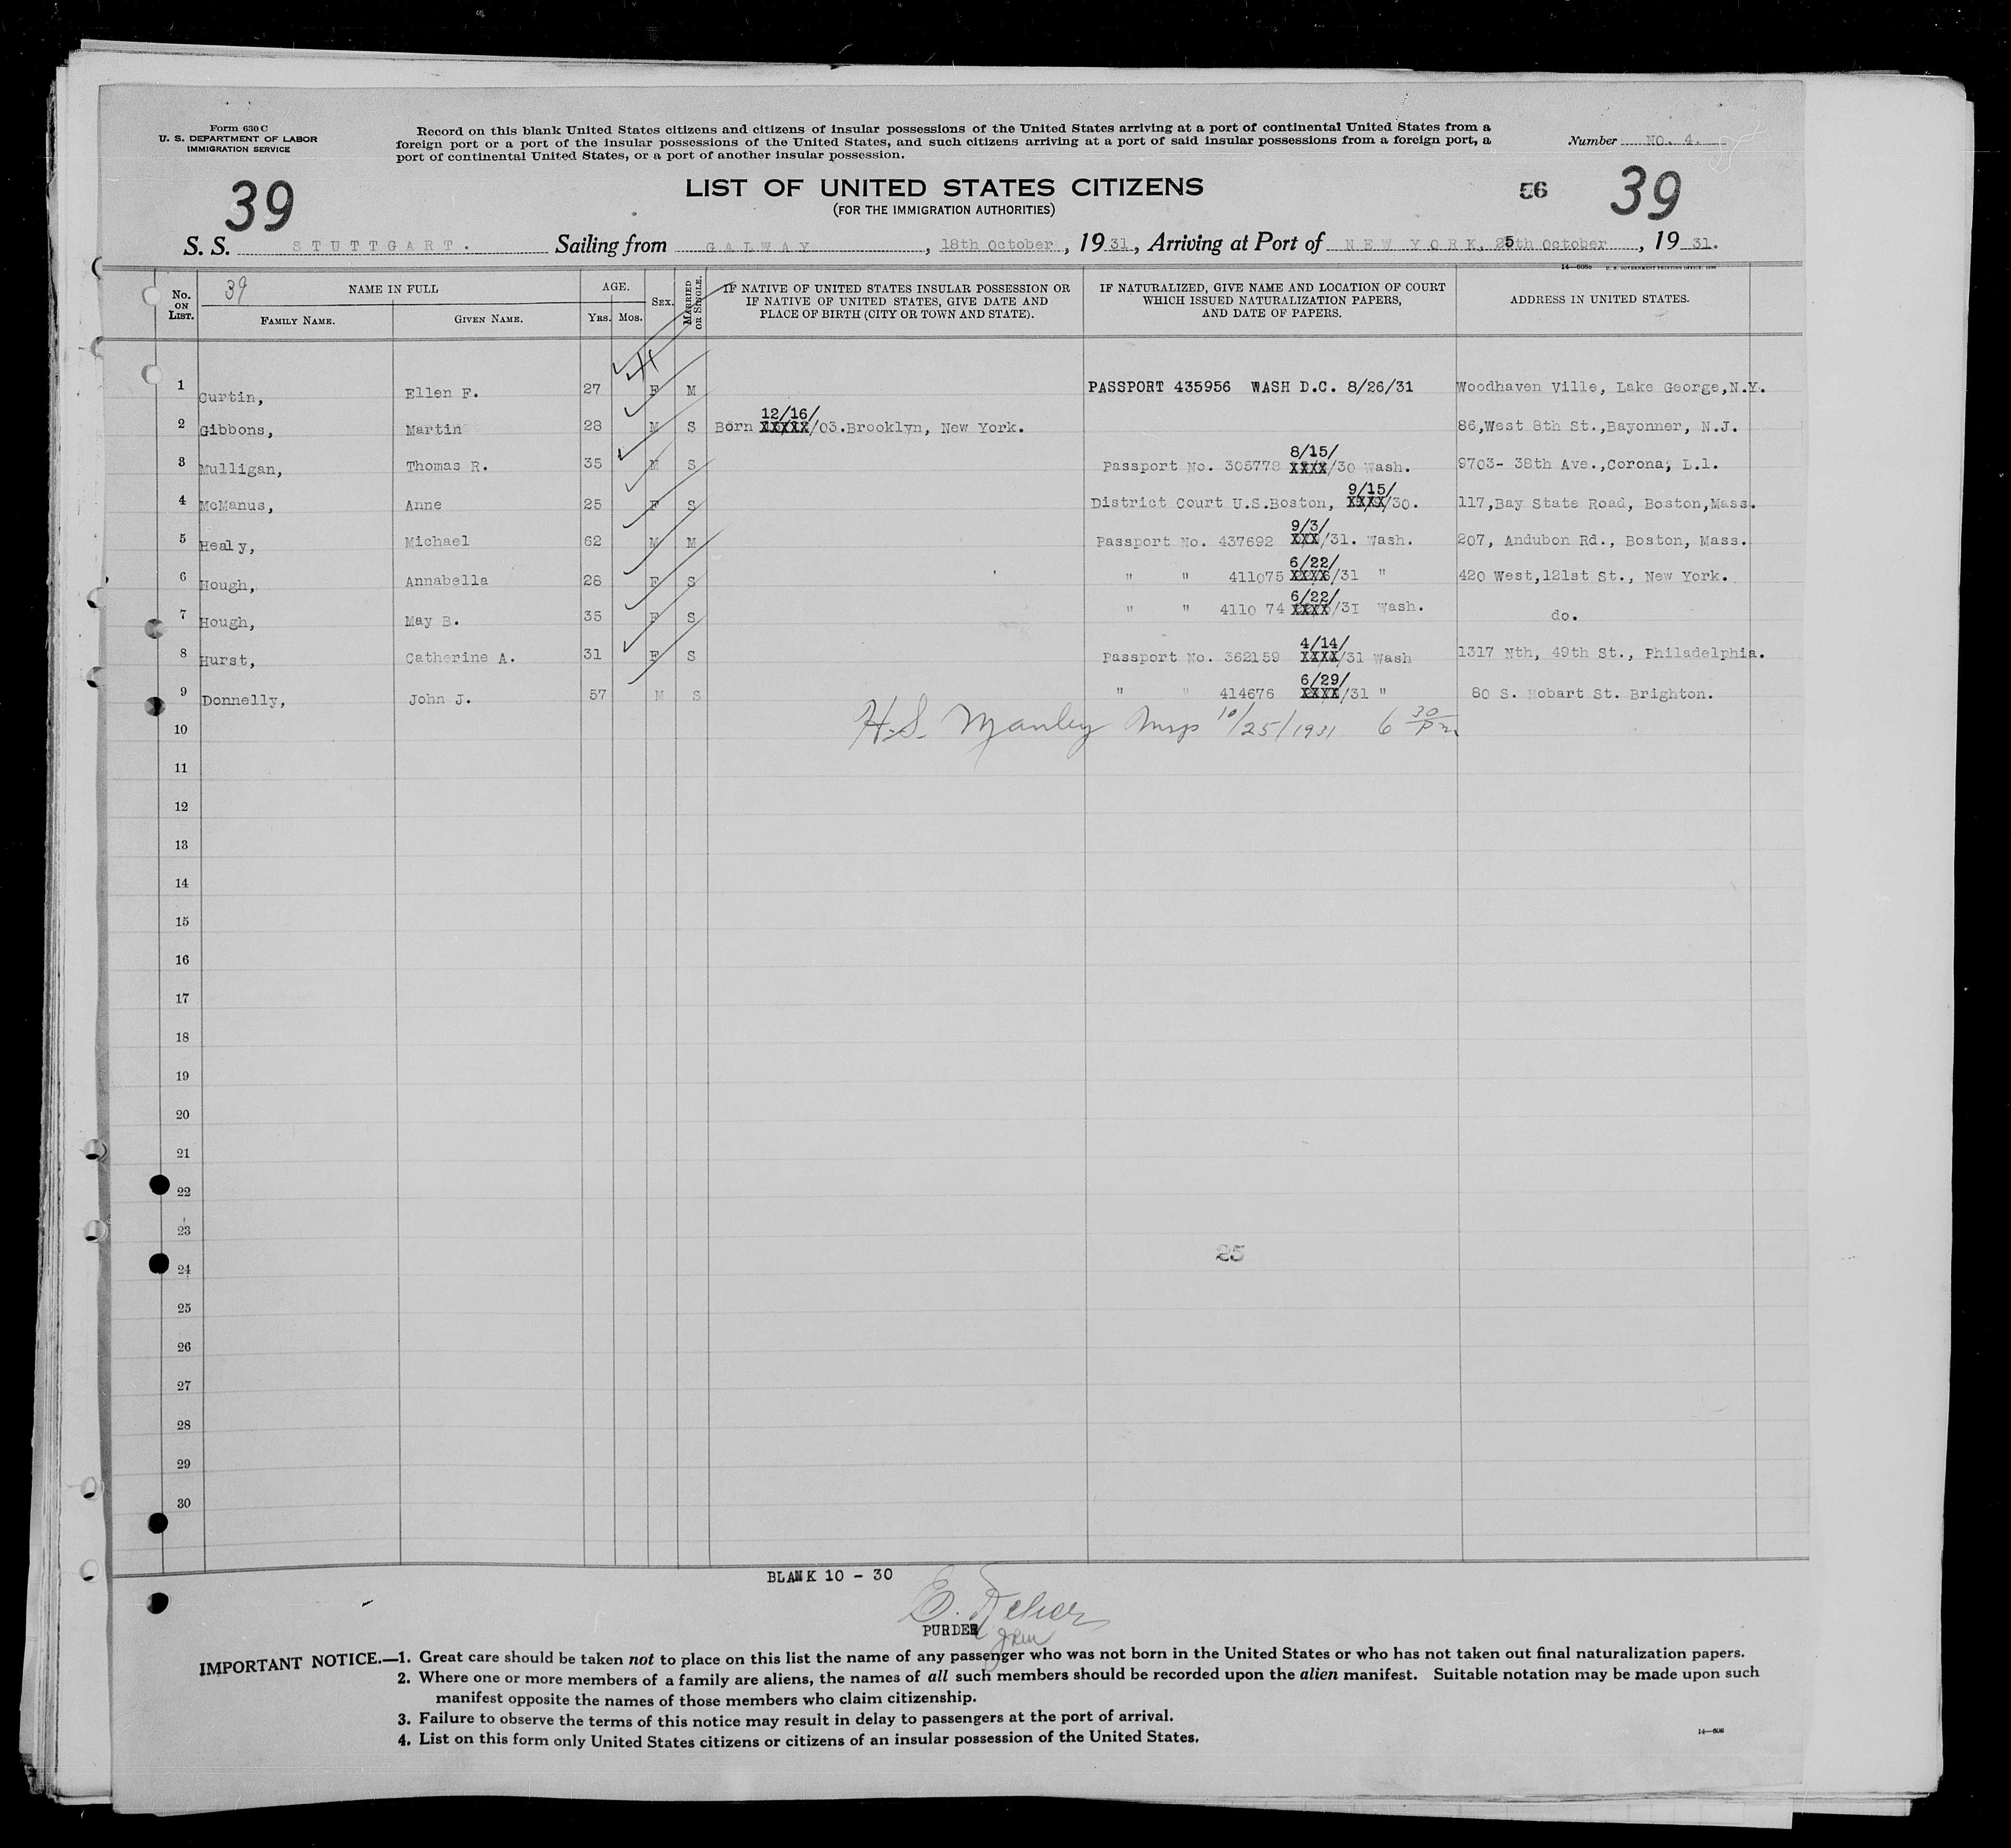 Form 630 C
U. S. DEPARTMENT OF LABOR
IMMIGRATION SERVICE
Record on this blank United States citizens and citizens of insular possessions of the United States arriving at a port of continental United States from a
foreign port or a port of the insular possessions of the United States, and such citizens arriving at a port of said insular possessions from a foreign port, a
port of continental United States, or a port of another insular possession.
Number NO. 4.
39
LIST OF UNITED STATES CITIZENS
(FOR THE IMMIGRATION AUTHORITIES)
56 39
S. S. STUTTGART. Sailing from GALWAY, 18th October, 1931, Arriving at Port of NEW YORK, 25th October, 1931.
No. ON LIST. 39 NAME IN FULL FAMILY NAME. GIVEN NAME. AGE. YRS. MOS. SEX. MARRIED OR SINGLE.
IF NATIVE OF UNITED STATES INSULAR POSSESSION OR
IF NATIVE OF UNITED STATES, GIVE DATE AND
PLACE OF BIRTH (CITY OR TOWN AND STATE).
IF NATURALIZED, GIVE NAME AND LOCATION OF COURT
WHICH ISSUED NATURALIZATION PAPERS,
AND DATE OF PAPERS.
ADDRESS IN UNITED STATES.
1 Curtin, Ellen F. 27 F M PASSPORT 435956 WASH D.C. 8/26/31 Woodhaven Ville, Lake George,N.Y.
2 Gibbons, Martin 28 M S Born 12/16/ XXXXX/03.Brooklyn, New York. 86,West 8th St.,Bayonner, N.J.
3 Mulligan, Thomas R. 35 M S Passport No. 305778 8/15/ XXXX/30 Wash. 9703- 38th Ave.,Corona, L.l.
4 McManus, Anne 25 F S District Court U.S.Boston, 9/15/ XXXX/30. 117,Bay State Road, Boston,Mass.
5 Healy, Michael 62 M M Passport No. 437692 9/3/ XXX/31. Wash. 207, Andubon Rd., Boston, Mass.
6 Hough, Annabella 28 F S " " 411075 6/22/ XXXX/31 " 420 West,121st St., New York.
7 Hough, May B. 35 F S " " 4110 74 6/22/ XXXX/31 Wash. do.
8 Hurst, Catherine A. 31 F S Passport No. 362159 4/14/ XXXX/31 Wash 1317 Nth, 49th St., Philadelphia.
9 Donnelly, John J. 57 M S " " 414676 6/29/ XXXX/31 " 80 S. Hobart St. Brighton.
10 H.S. Manley Insp 10/25/1931 6 30 Pm
11
12
13
14
15
16
17
18
19
20
21
22
23
25
24
25
26
27
28
29
30
BLANK 10 - 30
PURDER
IMPORTANT NOTICE.—1. Great care should be taken not to place on this list the name of any passenger who was not born in the United States or who has not taken out final naturalization papers.
2. Where one or more members of a family are aliens, the names of all such members should be recorded upon the alien manifest. Suitable notation may be made upon such
manifest opposite the names of those members who claim citizenship.
3. Failure to observe the terms of this notice may result in delay to passengers at the port of arrival.
4. List on this form only United States citizens or citizens of an insular possession of the United States.
14—608